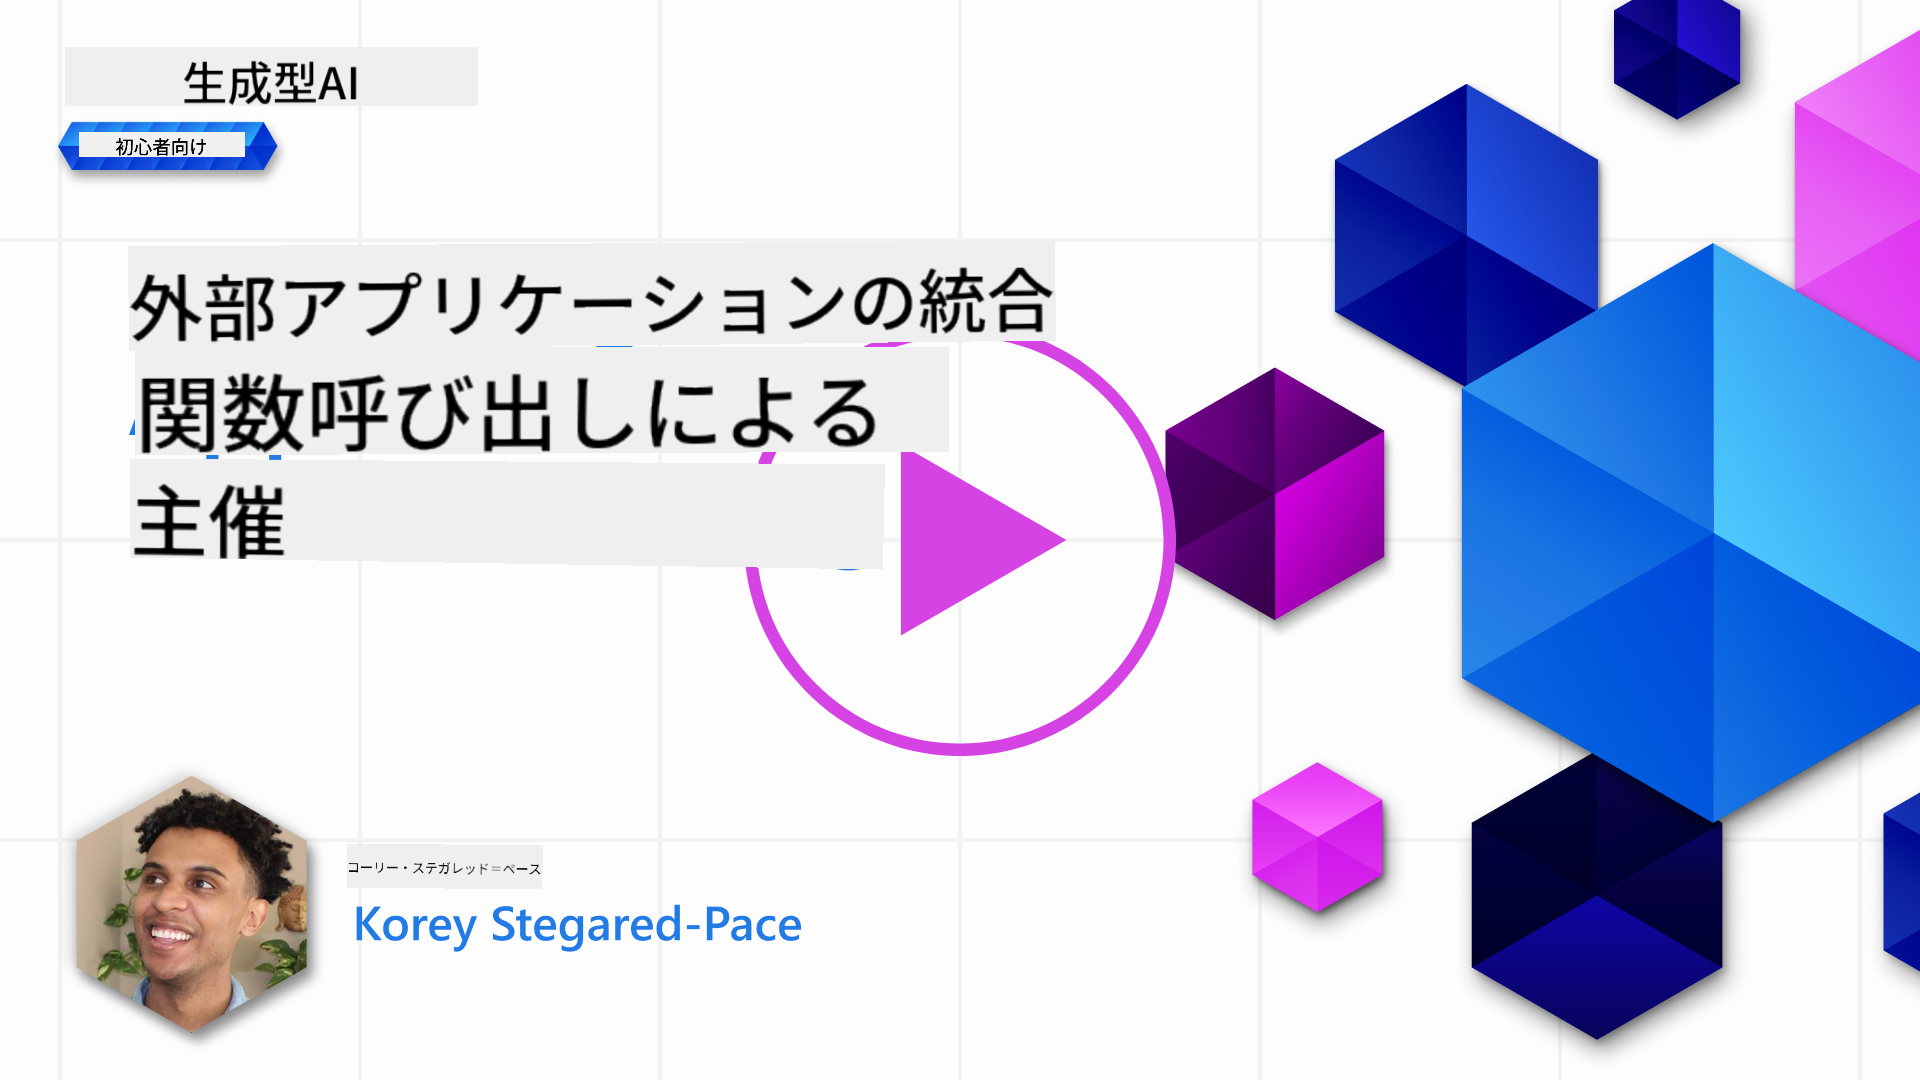 生成型AI
初心者向け
外部アプリケーションの統合
関数呼び出しによる
主催
コーリー・ステガレッド＝ペース
Korey Stegared-Pace